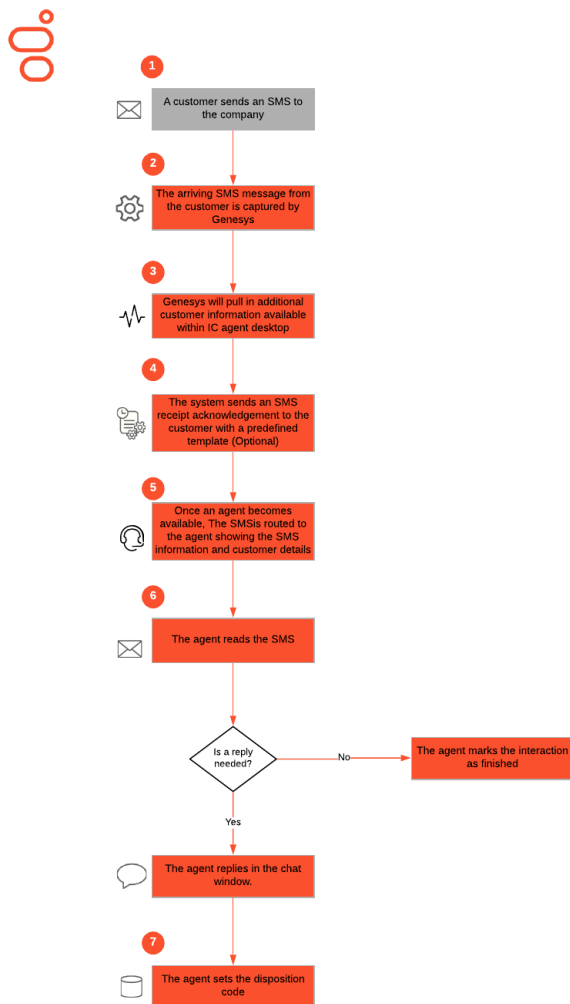 1
A customer sends an SMS to
the company
2
The arriving SMS message from
the customer is captured by
Genesys
3
Genesys will pull in additional
customer information available
within IC agent desktop
4
The system sends an SMS
receipt acknowledgement to the
customer with a predefined
template (Optional)
5
Once an agent becomes
available, The SMSis routed to
the agent showing the SMS
information and customer details
6
The agent reads the SMS
Is a reply
needed?
No
The agent marks the interaction
as finished
Yes
The agent replies in the chat
window.
7
The agent sets the disposition
code